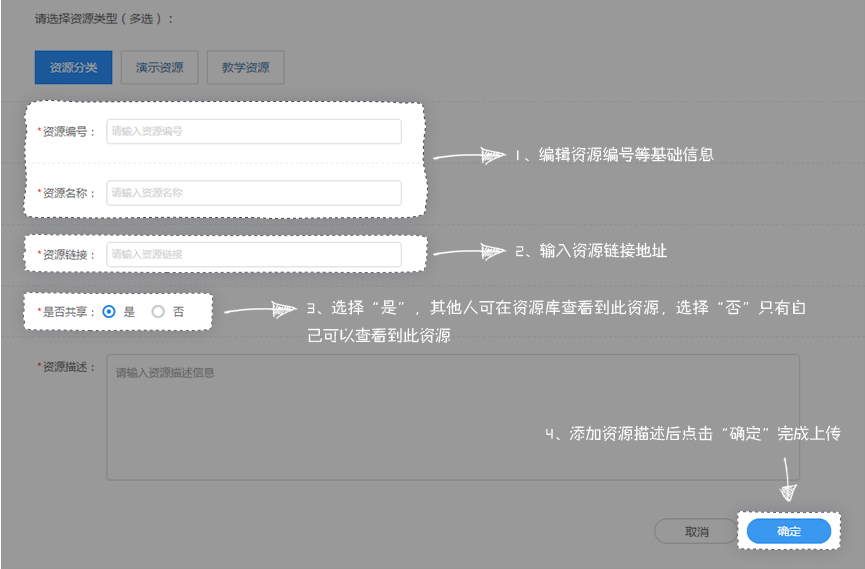 请选择资源类型（多选）：
资源分类 演示资源 教学资源
*资源编号： 请输入资源编号
1、编辑资源编号等基础信息
*资源名称： 请输入资源名称
*资源链接： 请输入资源链接
2、输入资源链接地址
*是否共享： 是 否
3、选择“是”，其他人可在资源库查看到此资源，选择“否”只有自
己可以查看到此资源
*资源描述： 请输入资源描述信息
4、添加资源描述后点击“确定”完成上传
取消 确定